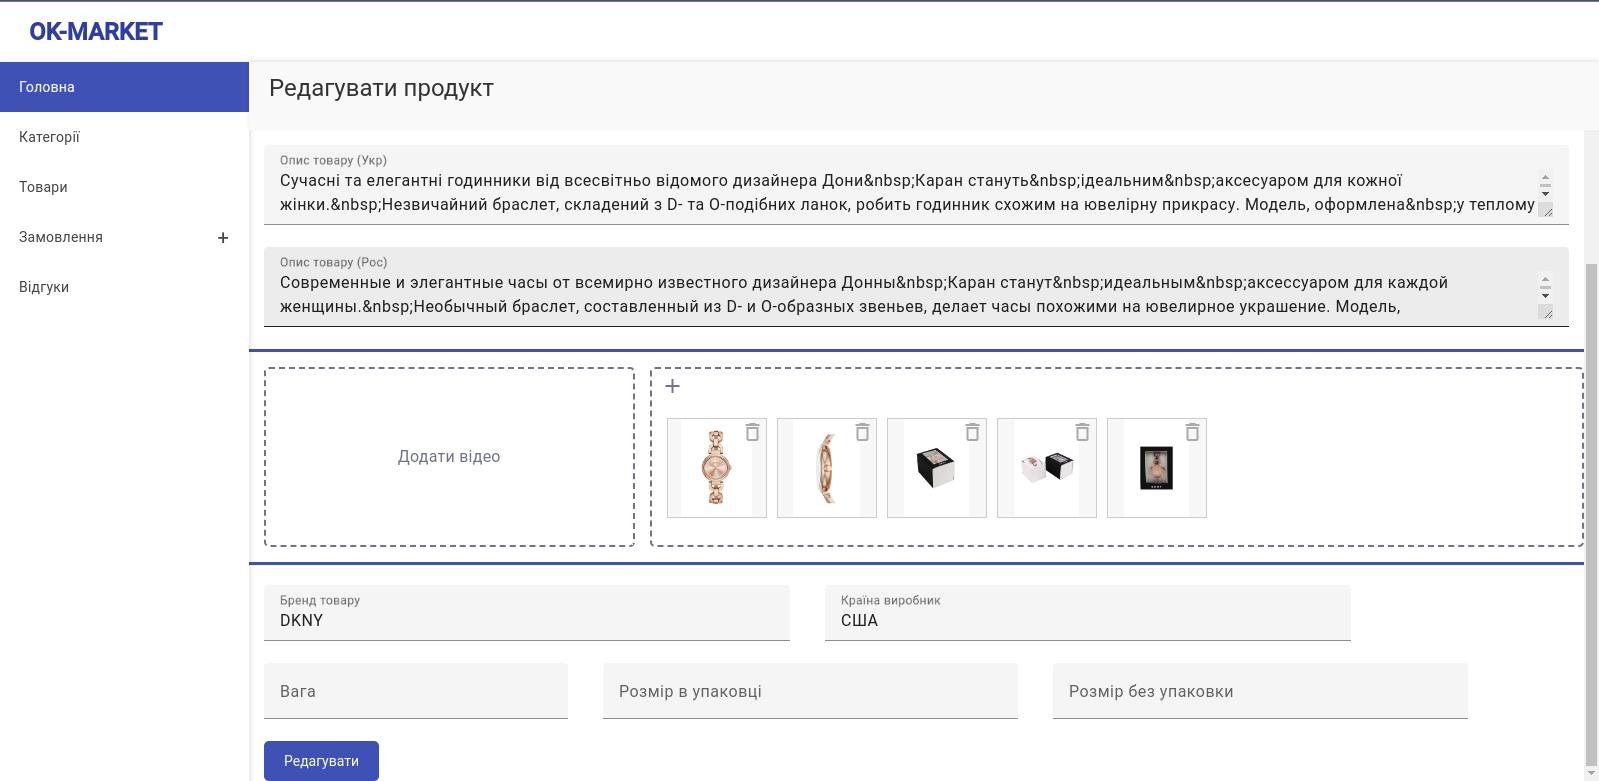 OK-MARKET
Головна
Категорії
Товари
Замовлення
Відгуки
Редагувати продукт
Опис товару (Укр)
Сучасні та елегантні годинники від всесвітньо відомого дизайнера Дони&nbsp;Каран стануть&nbsp;ідеальним&nbsp;аксесуаром для кожної
жінки.&nbsp;Незвичайний браслет, складений з D- та О-подібних ланок, робить годинник схожим на ювелірну прикрасу. Модель, оформлена&nbsp;у теплому
Опис товару (Рос)
Современные и элегантные часы от всемирно известного дизайнера Донны&nbsp;Каран станут&nbsp;идеальным&nbsp;аксессуаром для каждой
женщины.&nbsp;Необычный браслет, составленный из D- и О-образных звеньев, делает часы похожими на ювелирное украшение. Модель,
Додати відео
Бренд товару
DKNY
Країна виробник
США
Вага
Розмір в упаковці
Розмір без упаковки
Редагувати